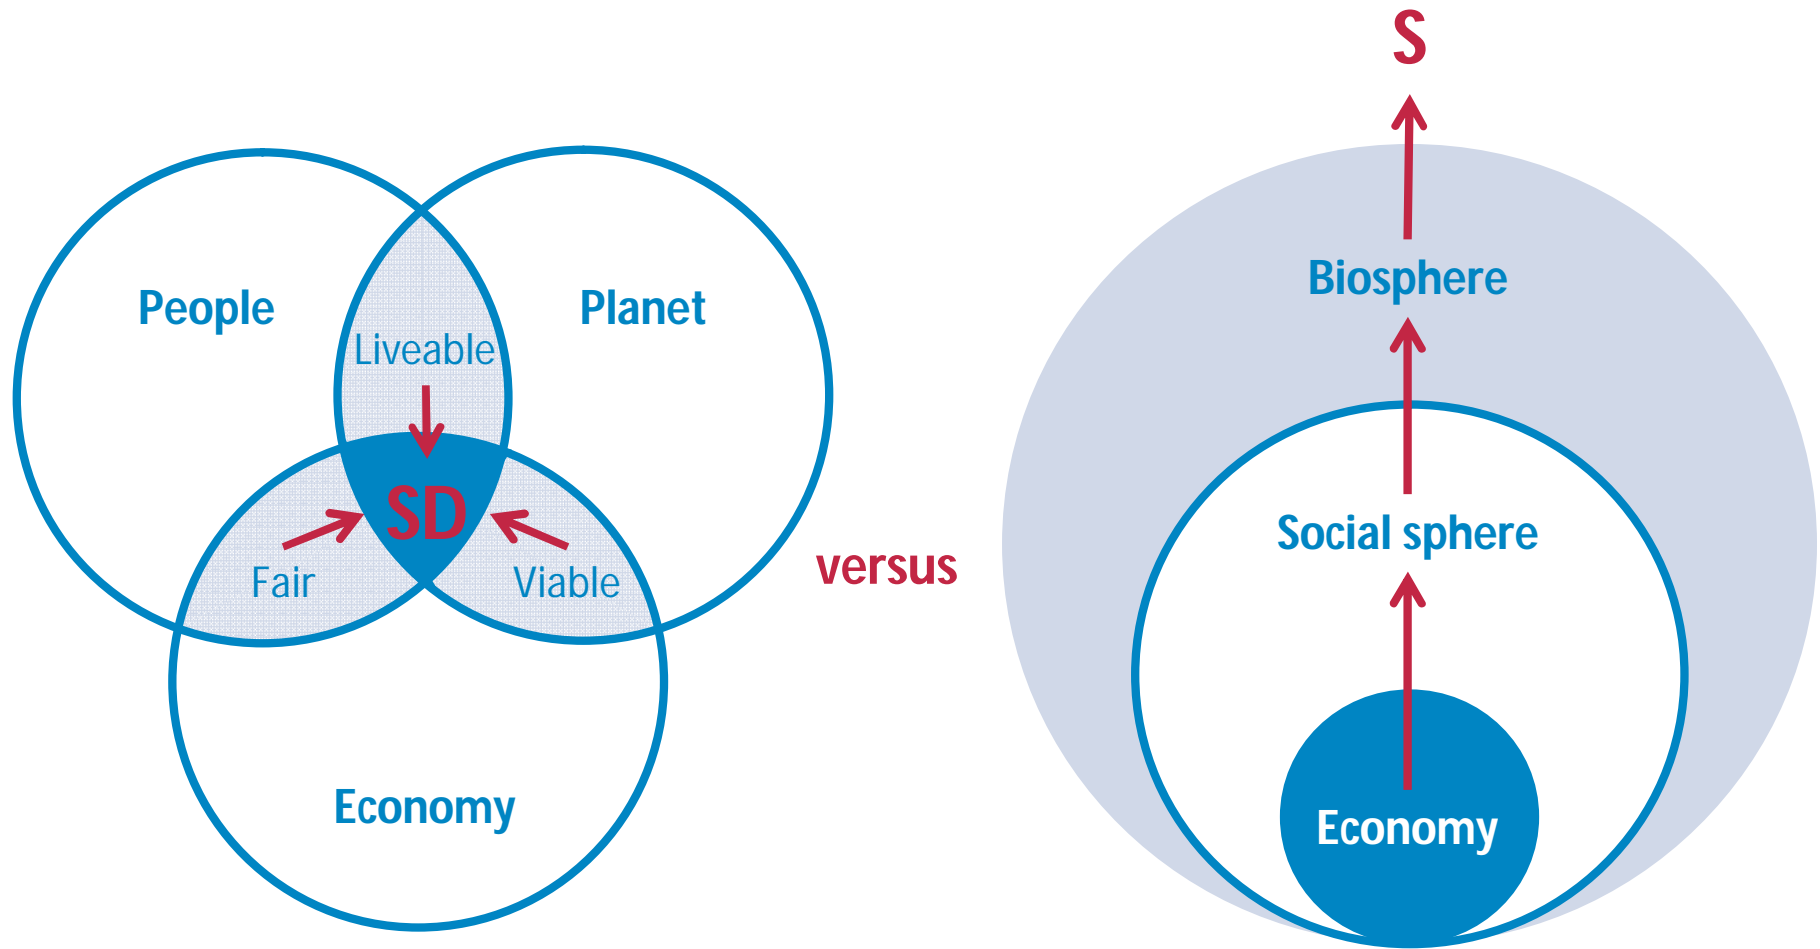 People
Planet
Liveable
SD
Fair
Viable
Economy
versus
S
Biosphere
Social sphere
Economy